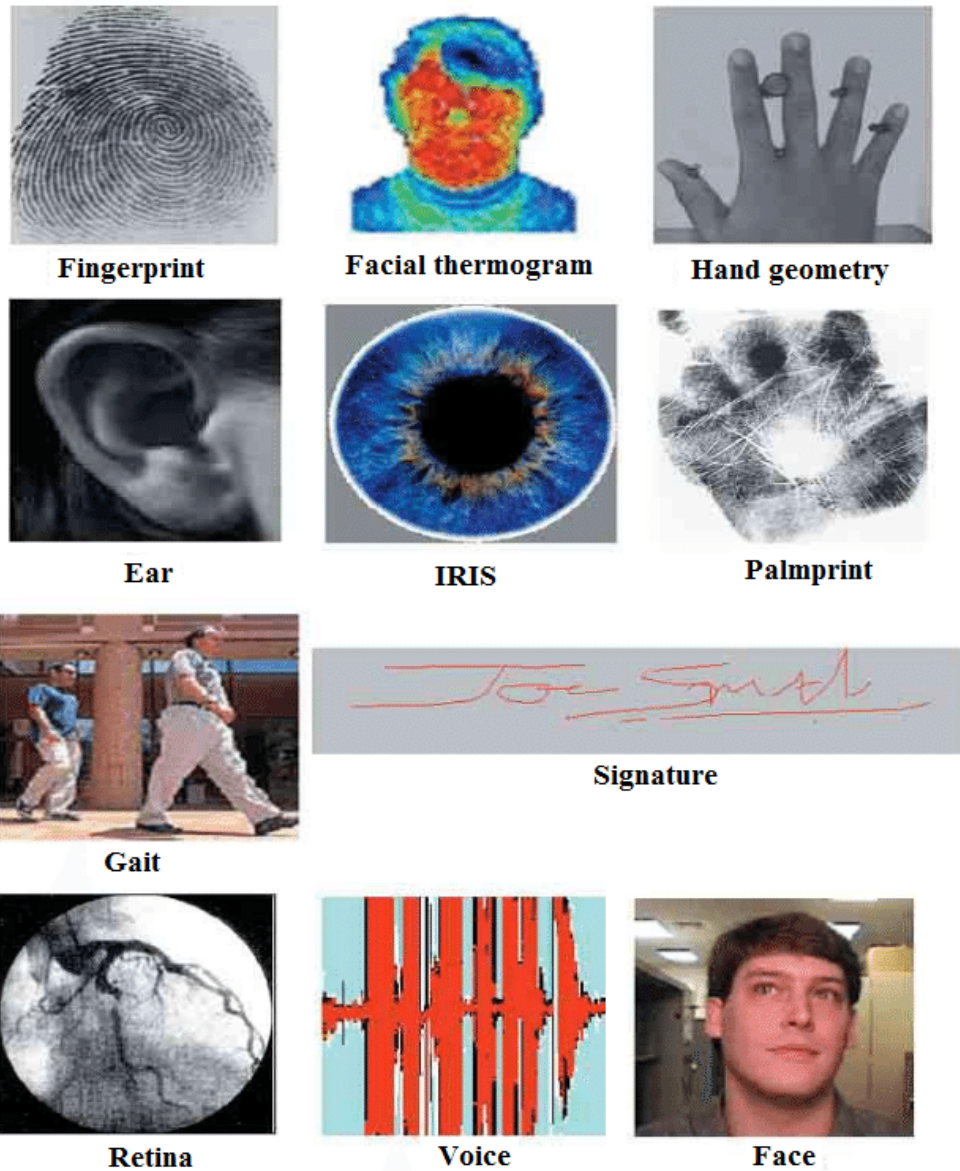 Fingerprint
Facial thermogram
Hand geometry
Ear
IRIS
Palmprint
Joe Smith
Signature
Gait
Retina
Voice
Face